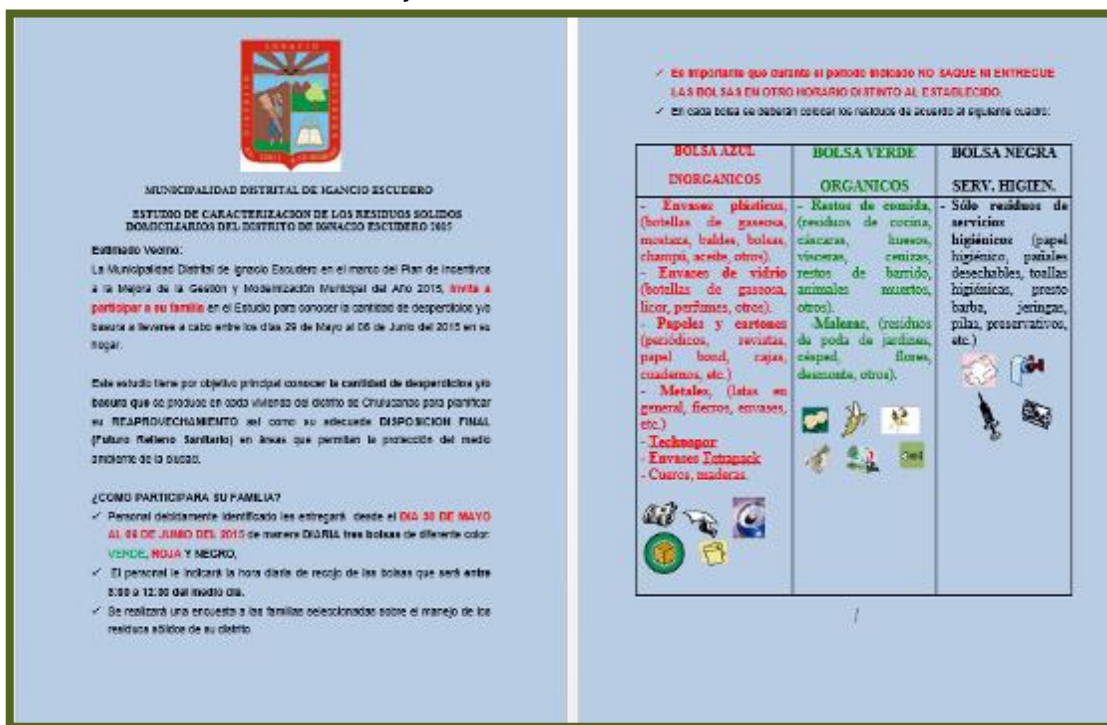 MUNICIPALIDAD DISTRITAL DE IGANCIO ESCUDERO
ESTUDIO DE CARACTERIZACION DE LOS RESIDUOS SOLIDOS
DOMICILIARIOS DEL DISTRITO DE IGNACIO ESCUDERO 2015
Estimado Vecino:
La Municipalidad Distrital de Ignacio Escudero en el marco del Plan de Incentivos
a la Mejora de la Gestión y Modernización Municipal del Año 2015, invita a
participar a su familia en el Estudio para conocer la cantidad de desperdicios y/o
basura a llevarse a cabo entre los días 29 de Mayo al 06 de Junio del 2015 en su
hogar.
Este estudio tiene por objetivo principal conocer la cantidad de desperdicios y/o
basura que se produce en cada vivienda del distrito de Chulucanas para planificar
su REAPROVECHAMIENTO así como su adecuada DISPOSICION FINAL
(Futuro Relleno Sanitario) en áreas que permitan la protección del medio
ambiente de la ciudad.
¿COMO PARTICIPARA SU FAMILIA?
✓ Personal debidamente identificado les entregará desde el DIA 30 DE MAYO
AL 06 DE JUNIO DEL 2015 de manera DIARIA tres bolsas de diferente color:
VERDE, ROJA Y NEGRO,
✓ El personal le indicará la hora diaria de recojo de las bolsas que será entre
8:00 a 12:00 del medio día.
✓ Se realizará una encuesta a las familias seleccionadas sobre el manejo de los
residuos sólidos de su distrito
✓ Es importante que durante el periodo indicado NO SAQUE NI ENTREGUE
LAS BOLSAS EN OTRO HORARIO DISTINTO AL ESTABLECIDO.
✓ En cada bolsa se deberán colocar los residuos de acuerdo al siguiente cuadro:
BOLSA AZUL
INORGANICOS
- Envases plásticos,
(botellas de gaseosa,
mostaza, baldes, bolsas,
champú, aceite, otros).
- Envases de vidrio
(botellas de gaseosa,
licor, perfumes, otros).
- Papeles y cartones
(periódicos, revistas,
papel bond, cajas,
cuadernos, etc.)
- Metales, (latas en
general, fierros, envases,
etc.)
- Technopor
- Envases Tetrapack
- Cueros, maderas.
BOLSA VERDE
ORGANICOS
- Restos de comida,
(residuos de cocina,
cáscaras, huesos,
vísceras, cenizas,
restos de barrido,
animales muertos,
otros).
- Malezas, (residuos
de poda de jardines,
césped, flores,
desmonte, otros).
BOLSA NEGRA
SERV. HIGIEN.
- Sólo residuos de
servicios
higiénicos (papel
higiénico, pañales
desechables, toallas
higiénicas, presto
barba, jeringas,
pilas, preservativos,
etc.)